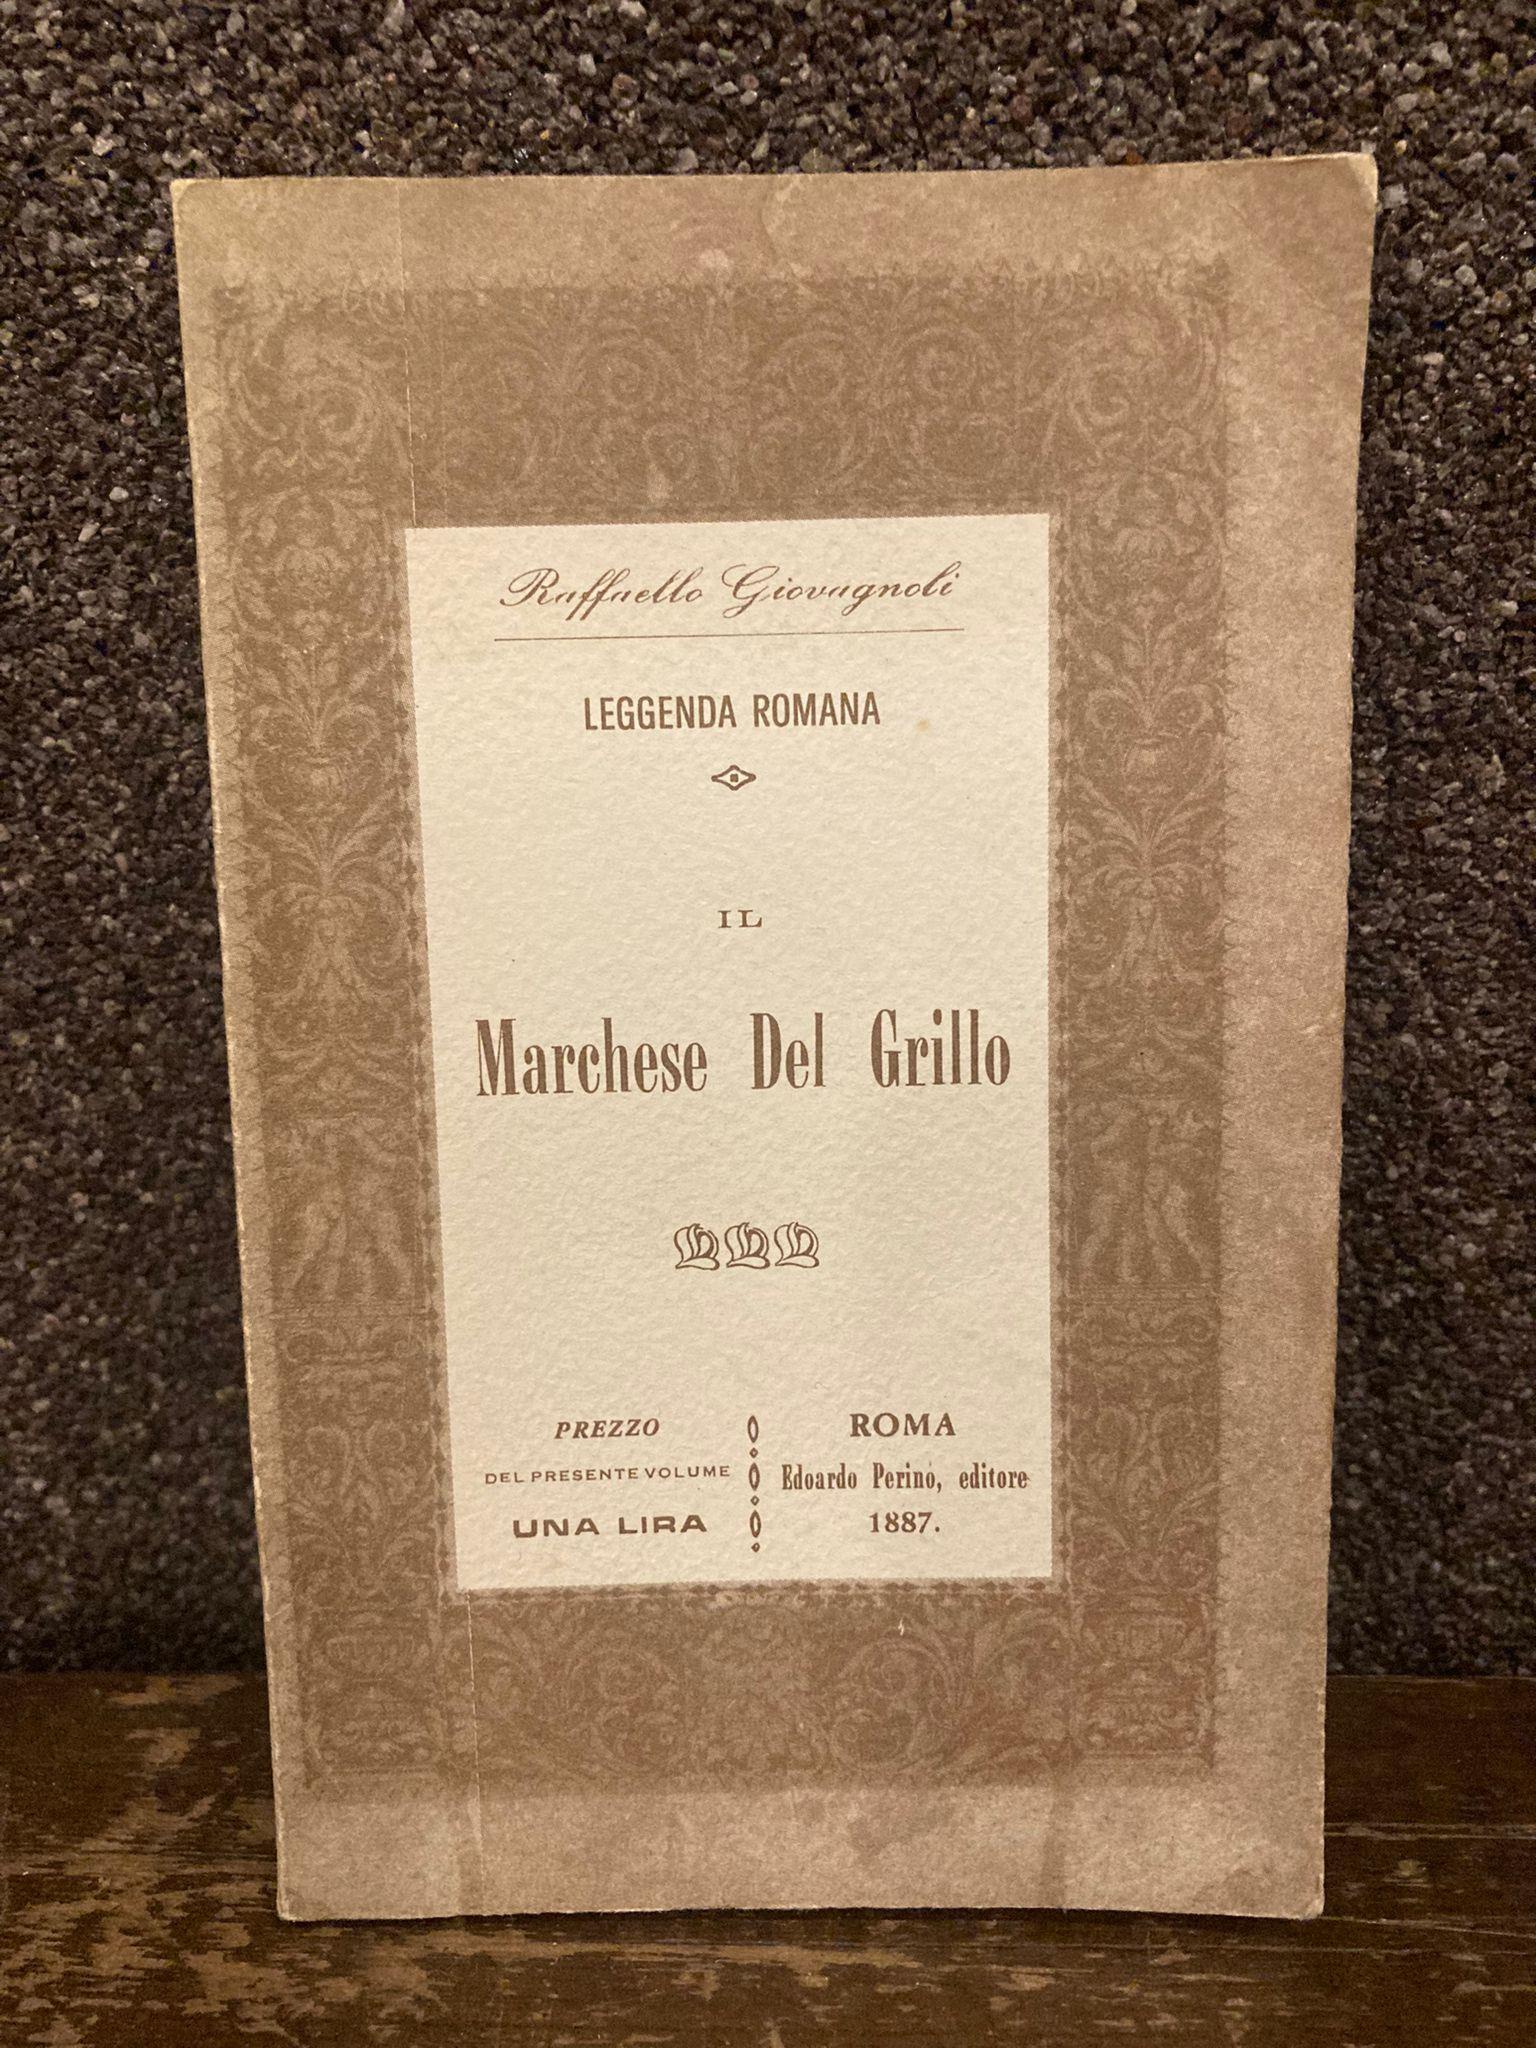 Raffaello Giovagnoli
LEGGENDA ROMANA
IL
Marchese Del Grillo
PREZZO
DEL PRESENTE VOLUME
UNA LIRA
ROMA
Edoardo Perino, editore
1887.